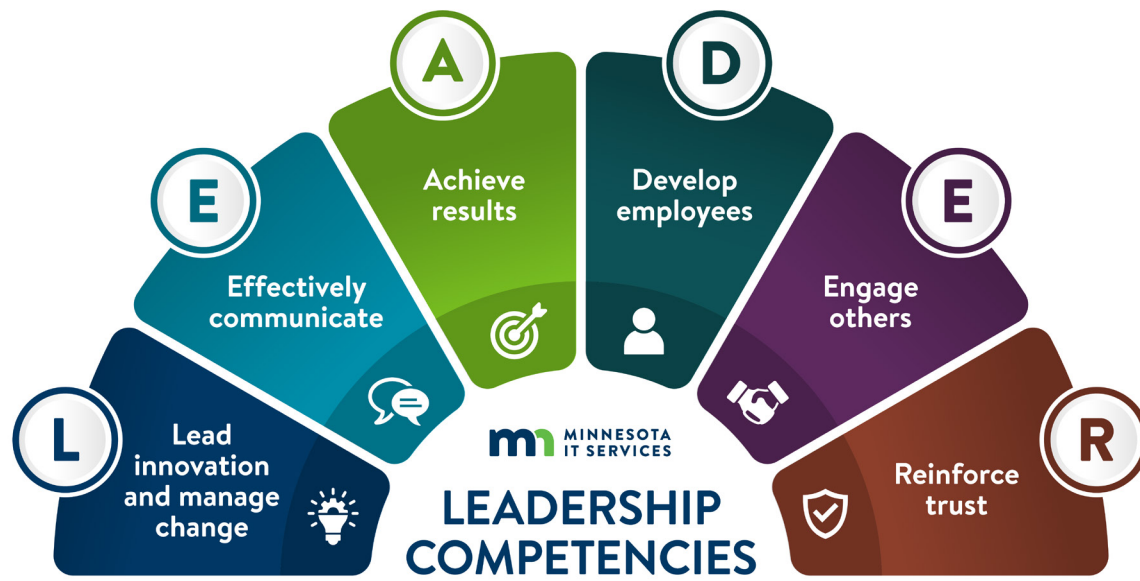 L
Lead
innovation
and manage
change
E
Effectively
communicate
A
Achieve
results
D
Develop
employees
E
Engage
others
R
Reinforce
trust
mn MINNESOTA
IT SERVICES
LEADERSHIP
COMPETENCIES